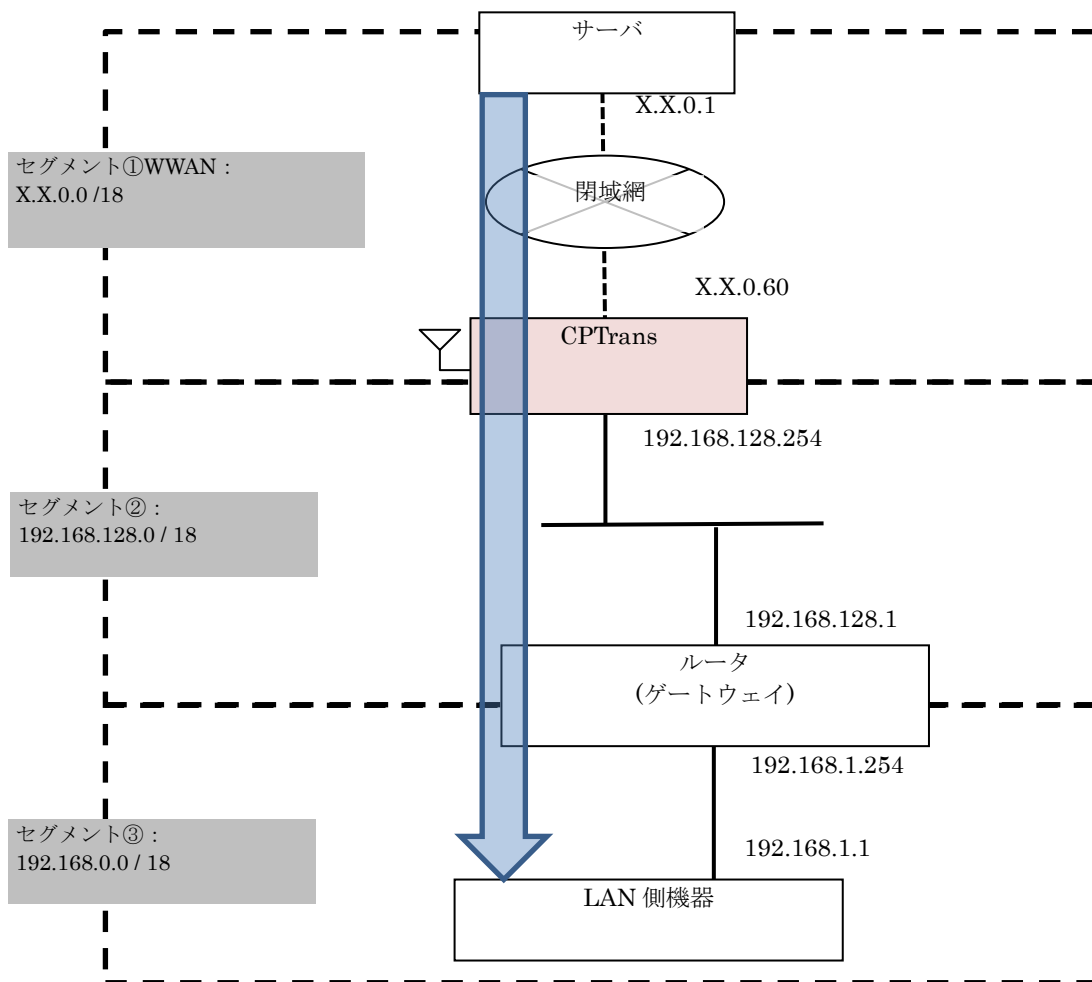 サーバ
X.X.0.1
セグメント①WWAN：
X.X.0.0 /18
閉域網
X.X.0.60
CPTrans
192.168.128.254
セグメント②：
192.168.128.0 / 18
192.168.128.1
ルータ
(ゲートウェイ)
192.168.1.254
セグメント③：
192.168.0.0 / 18
192.168.1.1
LAN 側機器